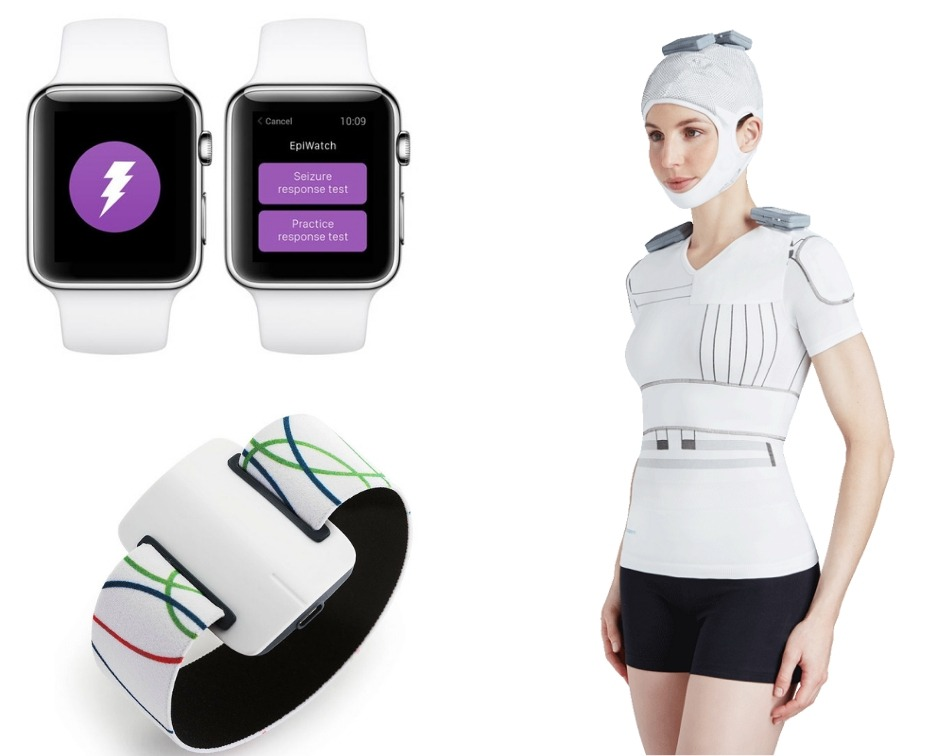 Cancel 10:09
EpiWatch
Seizure
response test
Practice
response test